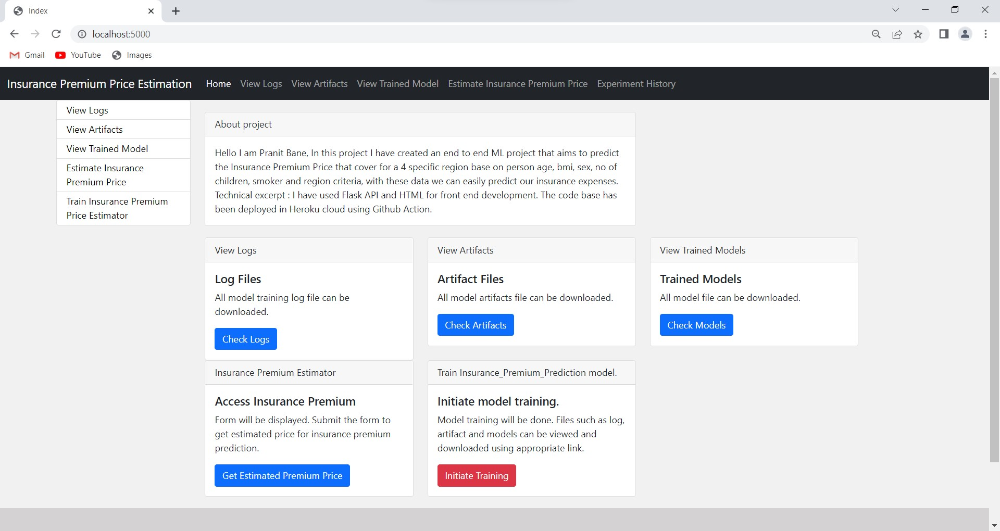 Index
localhost:5000
Gmail YouTube Images
Insurance Premium Price Estimation Home View Logs View Artifacts View Trained Model Estimate Insurance Premium Price Experiment History
View Logs
View Artifacts
View Trained Model
Estimate Insurance
Premium Price
Train Insurance Premium
Price Estimator
About project
Hello I am Pranit Bane, In this project I have created an end to end ML project that aims to predict
the Insurance Premium Price that cover for a 4 specific region base on person age, bmi, sex, no of
children, smoker and region criteria, with these data we can easily predict our insurance expenses.
Technical excerpt : I have used Flask API and HTML for front end development. The code base has
been deployed in Heroku cloud using Github Action.
View Logs
Log Files
All model training log file can be
downloaded.
Check Logs
View Artifacts
Artifact Files
All model artifacts file can be downloaded.
Check Artifacts
View Trained Models
Trained Models
All model file can be downloaded.
Check Models
Insurance Premium Estimator
Access Insurance Premium
Form will be displayed. Submit the form to
get estimated price for insurance premium
prediction.
Get Estimated Premium Price
Train Insurance_Premium_Prediction model.
Initiate model training.
Model training will be done. Files such as log,
artifact and models can be viewed and
downloaded using appropriate link.
Initiate Training